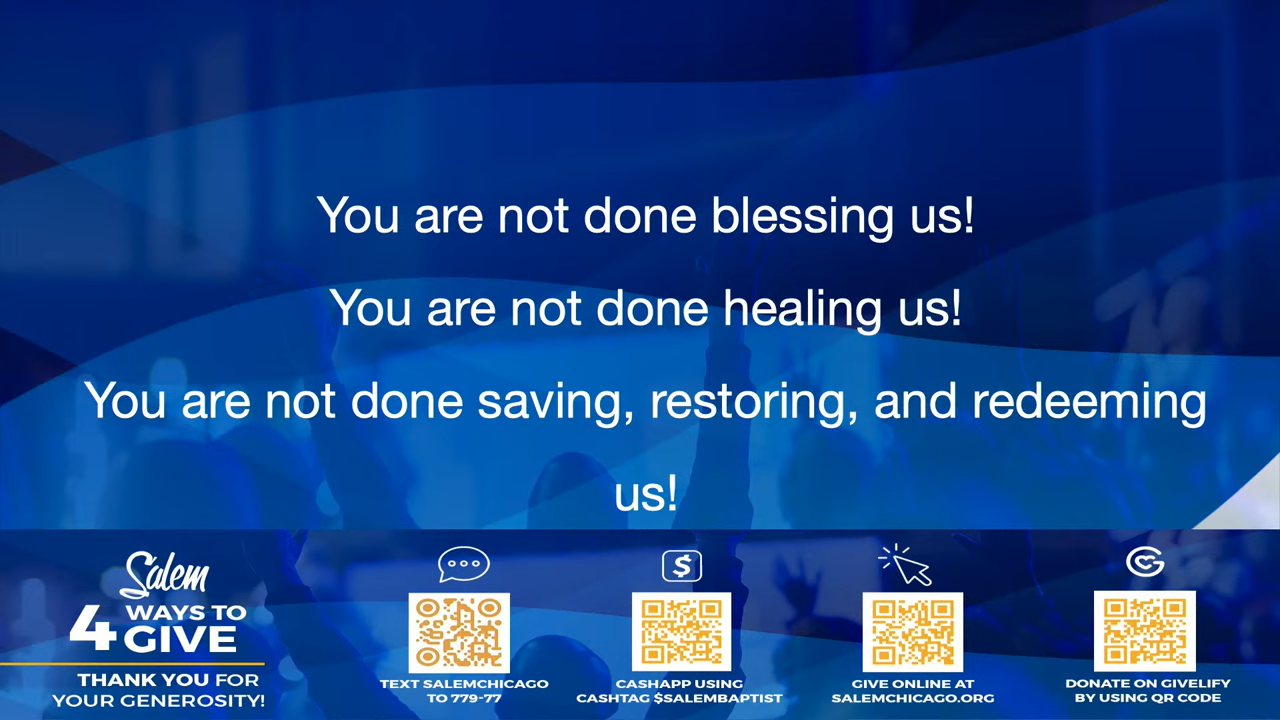 You are not done blessing us!
You are not done healing us!
You are not done saving, restoring, and redeeming
us!
Salem
4 WAYS TO
GIVE
THANK YOU FOR
YOUR GENEROSITY!
TEXT SALEMCHICAGO
TO 779-77
CASHAPP USING
CASHTAG $SALEMBAPTIST
GIVE ONLINE AT
SALEMCHICAGO.ORG
DONATE ON GIVELIFY
BY USING QR CODE